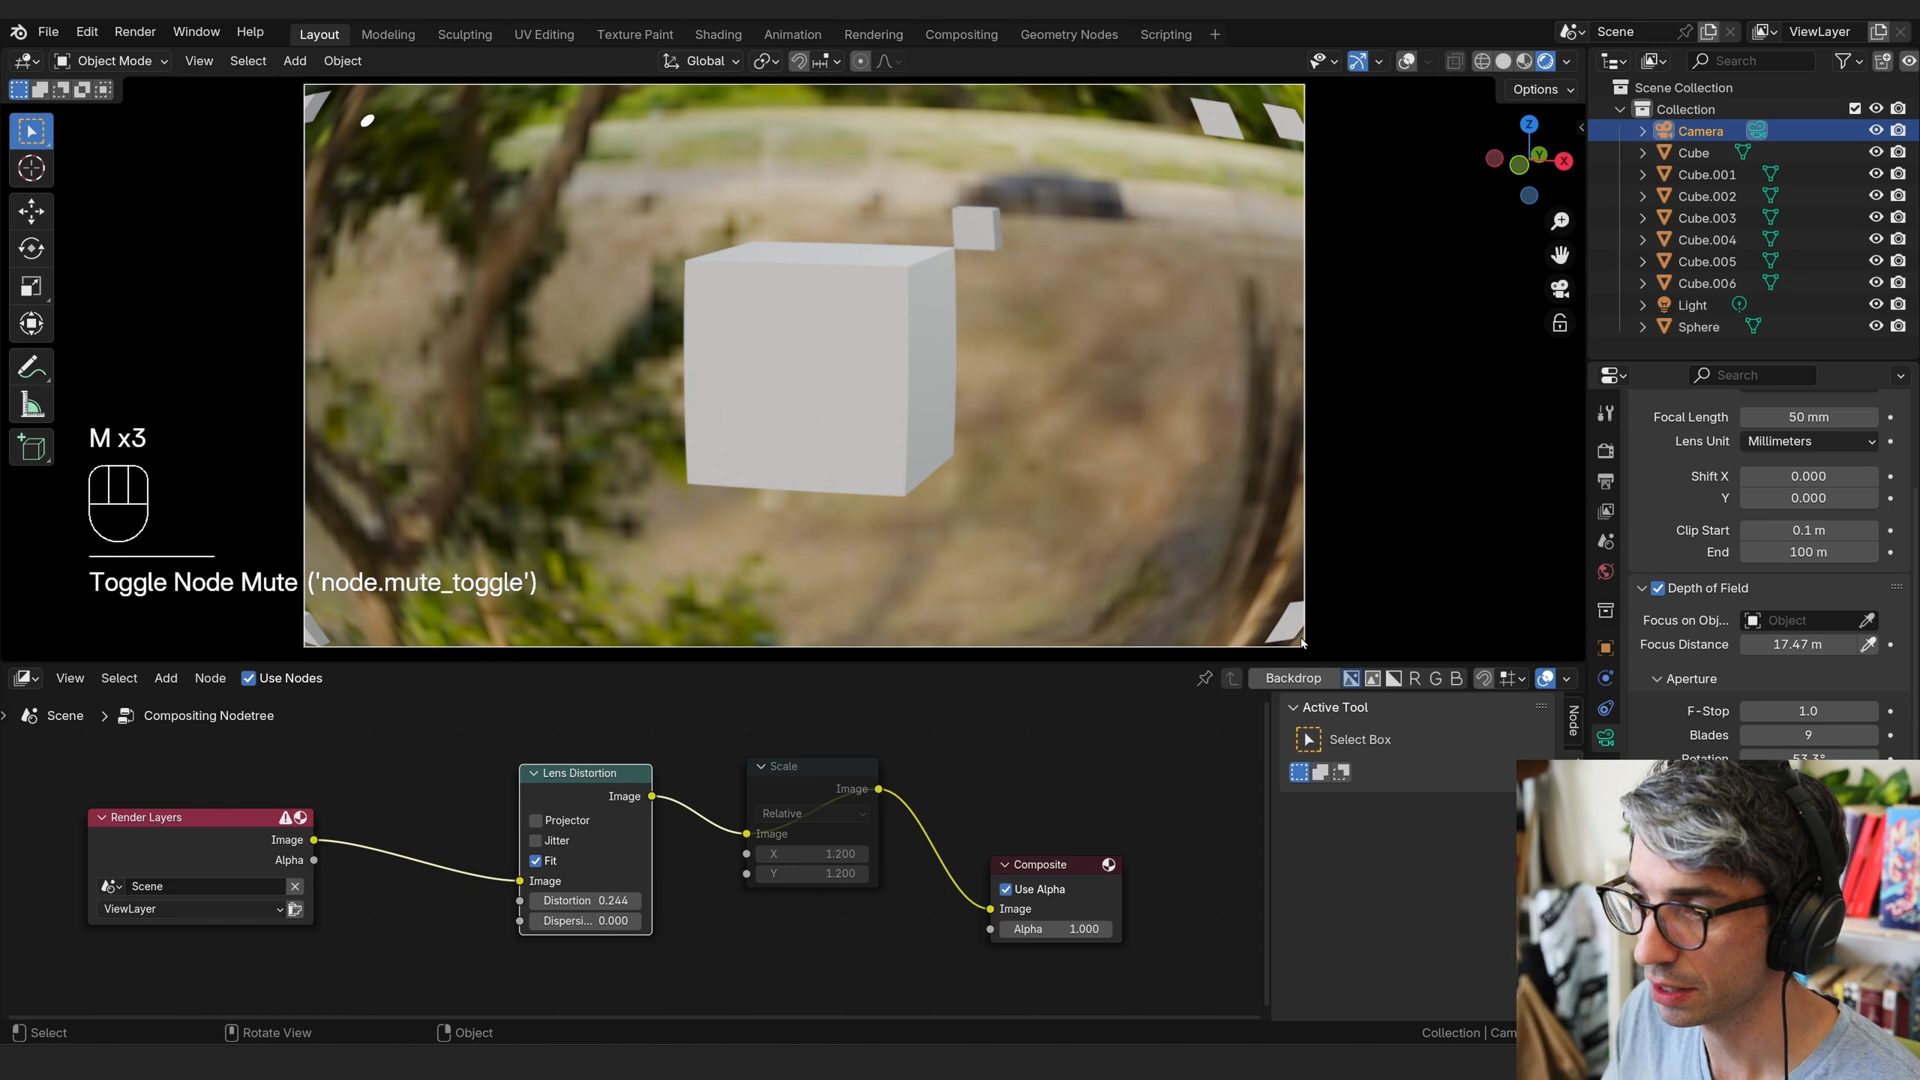 File Edit Render Window Help
Layout Modeling Sculpting UV Editing Texture Paint Shading Animation Rendering Compositing Geometry Nodes Scripting +
Scene ViewLayer
Object Mode View Select Add Object Global
Search
Options
Scene Collection
Collection
Camera
Cube
Cube.001
Cube.002
Cube.003
Cube.004
Cube.005
Cube.006
Light
Sphere
Z
Y
X
Search
Focal Length 50 mm
Lens Unit Millimeters
Shift X 0.000
Y 0.000
Clip Start 0.1 m
End 100 m
Depth of Field
Focus on Obj... Object
Focus Distance 17.47 m
Aperture
F-Stop 1.0
Blades 9
M x3
Toggle Node Mute ('node.mute_toggle')
View Select Add Node Use Nodes Backdrop R G B
Scene > Compositing Nodetree
Active Tool
Select Box
Node
Render Layers
Image
Alpha
Scene
ViewLayer
Lens Distortion
Image
Projector
Jitter
Fit
Image
Distortion 0.244
Dispersi... 0.000
Scale
Image
Relative
Image
X 1.200
Y 1.200
Composite
Use Alpha
Image
Alpha 1.000
Select Rotate View Object
Collection | Cam